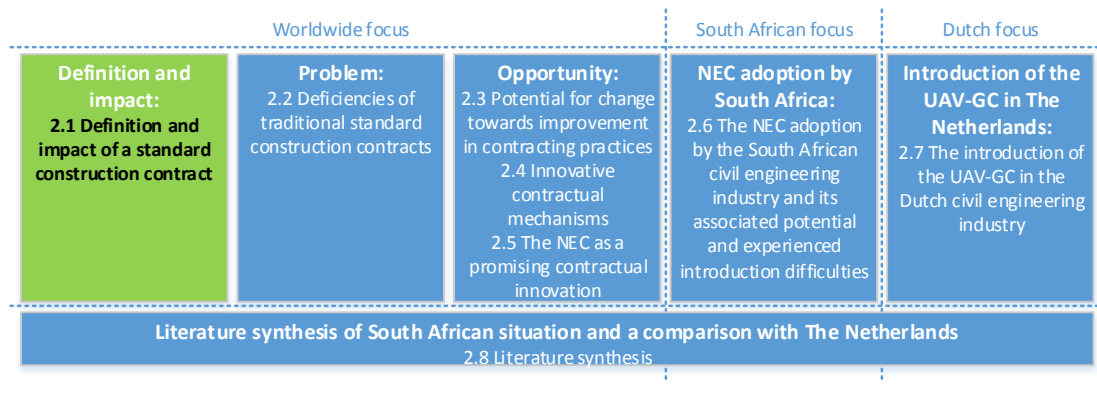 Worldwide focus
South African focus
Dutch focus
Definition and
impact:
2.1 Definition and
impact of a standard
construction contract
Problem:
2.2 Deficiencies of
traditional standard
construction contracts
Opportunity:
2.3 Potential for change
towards improvement
in contracting practices
2.4 Innovative
contractual
mechanisms
2.5 The NEC as a
promising contractual
innovation
NEC adoption by
South Africa:
2.6 The NEC adoption
by the South African
civil engineering
industry and its
associated potential
and experienced
introduction difficulties
Introduction of the
UAV-GC in The
Netherlands:
2.7 The introduction of
the UAV-GC in the
Dutch civil engineering
industry
Literature synthesis of South African situation and a comparison with The Netherlands
2.8 Literature synthesis